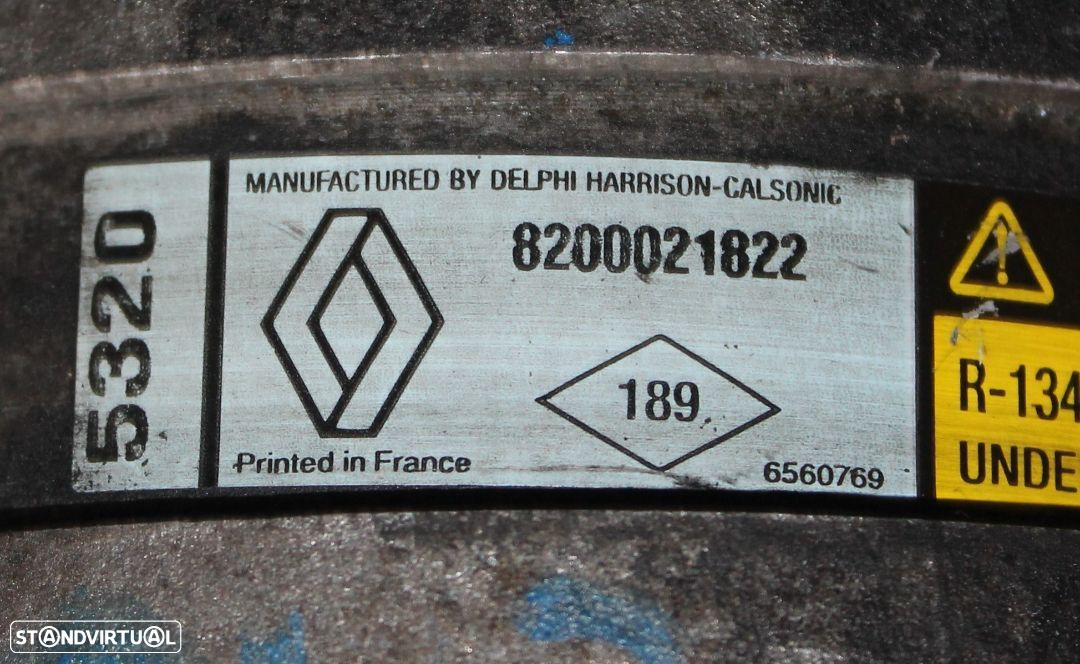 5320
MANUFACTURED BY DELPHI HARRISON-CALSONIC
8200021822
189
Printed in France
6560769
R-134
UNDE
STANDVIRTUAL